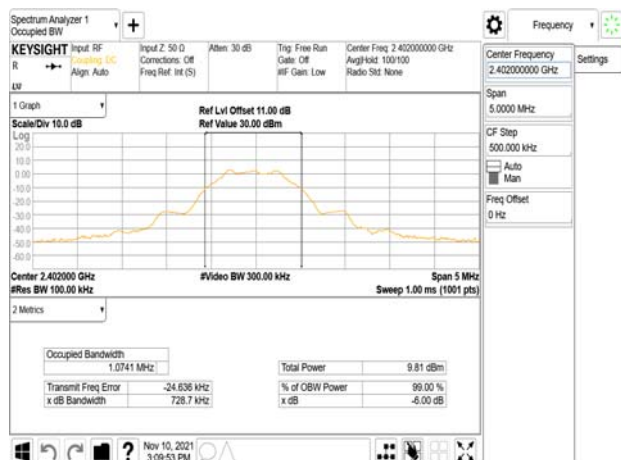 Spectrum Analyzer 1
Occupied BW
Frequency
KEYSIGHT
Input: RF
Coupling: DC
Align: Auto
Input Z: 50 Ω
Corrections: Off
Freq Ref: Int (S)
Atten: 30 dB
Trig: Free Run
Gate: Off
#IF Gain: Low
Center Freq: 2.402000000 GHz
Avg|Hold: 100/100
Radio Std: None
R
LXI
Center Frequency
2.402000000 GHz
Settings
Span
5.0000 MHz
CF Step
500.000 kHz
Auto
Man
Freq Offset
0 Hz
1 Graph
Scale/Div 10.0 dB
Ref Lvl Offset 11.00 dB
Ref Value 30.00 dBm
Log
20.0
10.0
0.00
-10.0
-20.0
-30.0
-40.0
-50.0
-60.0
Center 2.402000 GHz
#Res BW 100.00 kHz
#Video BW 300.00 kHz
Span 5 MHz
Sweep 1.00 ms (1001 pts)
2 Metrics
Occupied Bandwidth
1.0741 MHz
Total Power 9.81 dBm
Transmit Freq Error -24.636 kHz
% of OBW Power 99.00 %
x dB Bandwidth 728.7 kHz
x dB -6.00 dB
?
Nov 10, 2021
3:09:53 PM